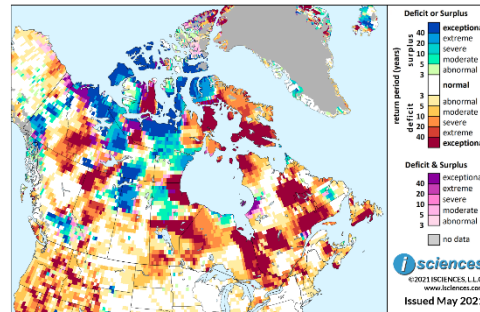 Deficit or Surplus
exceptional
40 extreme
20 severe
10 moderate
5 abnormal
3
normal
3 abnormal
5 moderate
10 severe
20 extreme
40 exceptional
return period (years)
surplus
deficit
Deficit & Surplus
exceptional
40 extreme
20 severe
10 moderate
5 abnormal
3
no data
isciences
©2021 ISCIENCES, L.L.C.
www.isciences.com
Issued May 2021